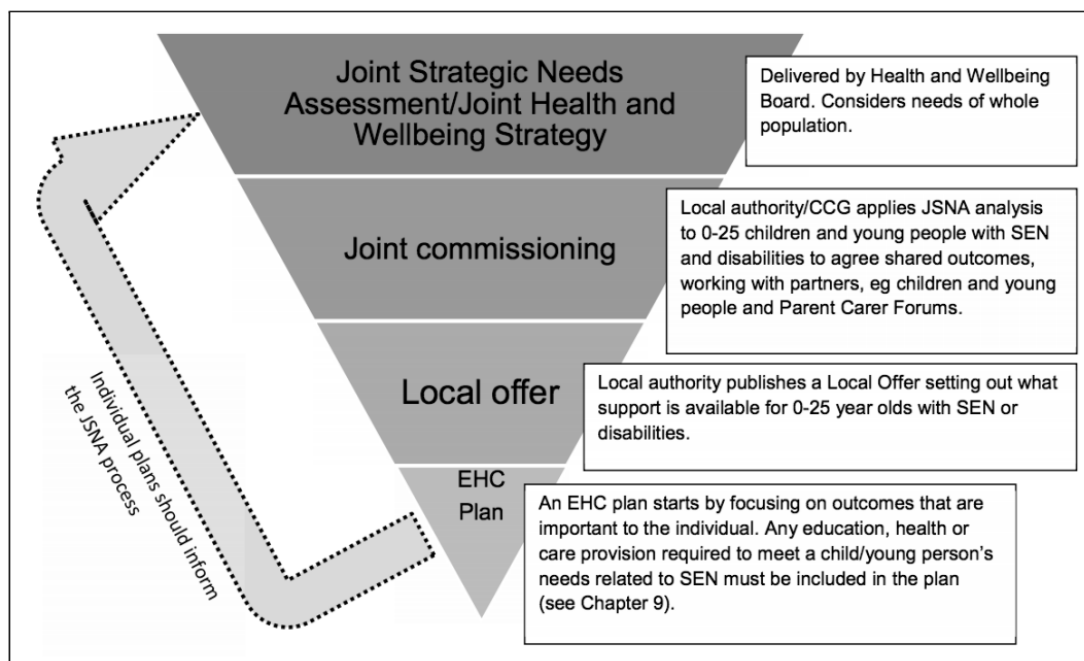 Joint Strategic Needs
Assessment/Joint Health and
Wellbeing Strategy
Delivered by Health and Wellbeing
Board. Considers needs of whole
population.
Joint commissioning
Local authority/CCG applies JSNA analysis
to 0-25 children and young people with SEN
and disabilities to agree shared outcomes,
working with partners, eg children and young
people and Parent Carer Forums.
Local offer
Local authority publishes a Local Offer setting out what
support is available for 0-25 year olds with SEN or
disabilities.
EHC
Plan
An EHC plan starts by focusing on outcomes that are
important to the individual. Any education, health or
care provision required to meet a child/young person's
needs related to SEN must be included in the plan
(see Chapter 9).
Individual plans should inform
the JSNA process